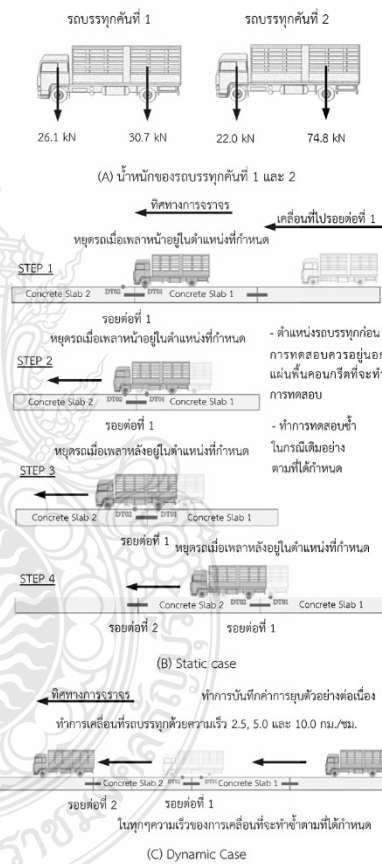 รถบรรทุกคันที่ 1 รถบรรทุกคันที่ 2
26.1 kN 30.7 kN 22.0 kN 74.8 kN
(A) น้ำหนักของรถบรรทุกคันที่ 1 และ 2
ทิศทางการจราจร
เคลื่อนที่ไปรอยต่อที่ 1
หยุดรถเมื่อเพลาหน้าอยู่ในตำแหน่งที่กำหนด
STEP 1
Concrete Slab 2 DT02 DT01 Concrete Slab 1
รอยต่อที่ 1
หยุดรถเมื่อเพลาหน้าอยู่ในตำแหน่งที่กำหนด
STEP 2
Concrete Slab 2 DT02 DT01 Concrete Slab 1
รอยต่อที่ 1
- ตำแหน่งรถบรรทุกก่อน
การทดสอบควรอยู่นอก
แผ่นพื้นคอนกรีตที่จะทำ
การทดสอบ
- ทำการทดสอบซ้ำ
ในกรณีเดิมอย่าง
ตามที่ได้กำหนด
หยุดรถเมื่อเพลาหลังอยู่ในตำแหน่งที่กำหนด
STEP 3
Concrete Slab 2 DT02 DT01 Concrete Slab 1
รอยต่อที่ 1
หยุดรถเมื่อเพลาหลังอยู่ในตำแหน่งที่กำหนด
STEP 4
Concrete Slab 2 DT02 DT01 Concrete Slab 1
รอยต่อที่ 2 รอยต่อที่ 1
(B) Static case
ทิศทางการจราจร ทำการบันทึกค่าการยุบตัวอย่างต่อเนื่อง
ทำการเคลื่อนที่รถบรรทุกด้วยความเร็ว 2.5, 5.0 และ 10.0 กม./ชม.
Concrete Slab 2 DT02 DT01 Concrete Slab 1
รอยต่อที่ 2 รอยต่อที่ 1
ในทุกๆความเร็วของการเคลื่อนที่จะทำซ้ำตามที่ได้กำหนด
(C) Dynamic Case